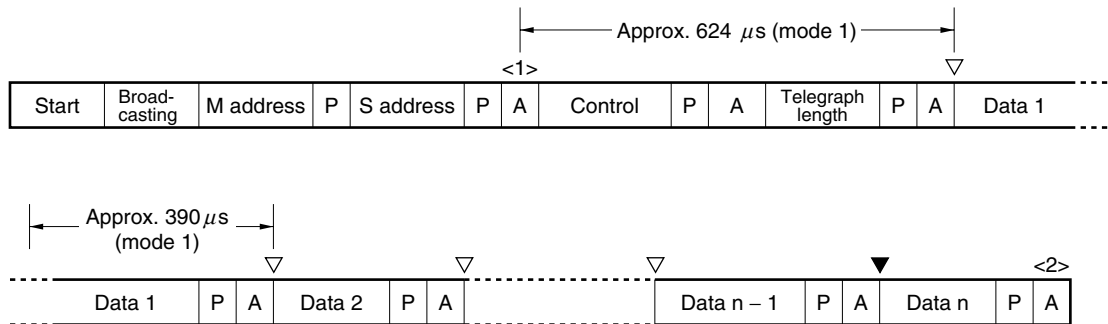 Approx. 624 μs (mode 1)
<1>
Start Broad-casting M address P S address P A Control P A Telegraph length P A Data 1
Approx. 390 μs
(mode 1)
<2>
Data 1 P A Data 2 P A Data n – 1 P A Data n P A